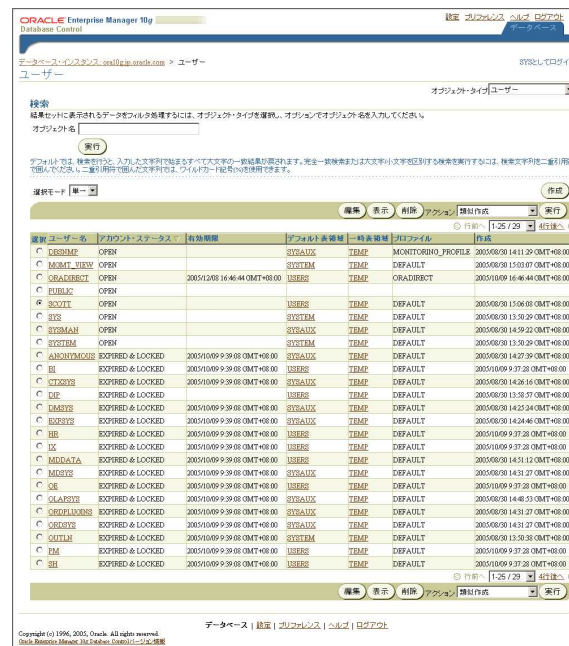 ORACLE Enterprise Manager 10g
Database Control
設定 プリファレンス ヘルプ ログアウト
データベース
データベース・インスタンス: ora10g.jp.oracle.com > ユーザー
SYSとしてログイ
ユーザー
オブジェクト・タイプ ユーザー
検索
結果セットに表示されるデータをフィルタ処理するには、オブジェクト・タイプを選択し、オプションでオブジェクト名を入力してください。
オブジェクト名
実行
デフォルトでは、検索を行うと、入力した文字列で始まるすべて大文字の一致結果が戻されます。完全一致検索または大文字小文字を区別する検索を実行するには、検索文字列を二重引用
で囲んでください。二重引用符で囲んだ文字列では、ワイルドカード記号(%)を使用できます。
選択モード 単一
作成
編集 表示 削除 アクション 類似作成 実行
行前へ 1-25 / 29 4行後へ
選択 ユーザー名 アカウント・ステータス 有効期限 デフォルト表領域 一時表領域 プロファイル 作成
DBSNMP OPEN SYSAUX TEMP MONITORING_PROFILE 2005/08/30 14:11:29 GMT+08:00
MGMT_VIEW OPEN SYSTEM TEMP DEFAULT 2005/08/30 15:03:07 GMT+08:00
ORADIRECT OPEN 2005/12/08 16:46:44 GMT+08:00 USERS TEMP ORADIRECT 2005/10/09 16:46:44 GMT+08:00
PUBLIC OPEN
SCOTT OPEN USERS TEMP DEFAULT 2005/08/30 15:06:08 GMT+08:00
SYS OPEN SYSTEM TEMP DEFAULT 2005/08/30 13:50:29 GMT+08:00
SYSMAN OPEN SYSAUX TEMP DEFAULT 2005/08/30 14:59:22 GMT+08:00
SYSTEM OPEN SYSTEM TEMP DEFAULT 2005/08/30 13:50:29 GMT+08:00
ANONYMOUS EXPIRED & LOCKED 2005/10/09 9:39:08 GMT+08:00 SYSAUX TEMP DEFAULT 2005/08/30 14:27:39 GMT+08:00
BI EXPIRED & LOCKED 2005/10/09 9:39:08 GMT+08:00 USERS TEMP DEFAULT 2005/10/09 9:37:28 GMT+08:00
CTXSYS EXPIRED & LOCKED 2005/10/09 9:39:08 GMT+08:00 SYSAUX TEMP DEFAULT 2005/08/30 14:26:16 GMT+08:00
DIP EXPIRED & LOCKED USERS TEMP DEFAULT 2005/08/30 13:58:57 GMT+08:00
DMSYS EXPIRED & LOCKED 2005/10/09 9:39:08 GMT+08:00 SYSAUX TEMP DEFAULT 2005/08/30 14:25:24 GMT+08:00
EXFSYS EXPIRED & LOCKED 2005/10/09 9:39:08 GMT+08:00 SYSAUX TEMP DEFAULT 2005/08/30 14:24:46 GMT+08:00
HR EXPIRED & LOCKED 2005/10/09 9:39:08 GMT+08:00 USERS TEMP DEFAULT 2005/10/09 9:37:28 GMT+08:00
IX EXPIRED & LOCKED 2005/10/09 9:39:08 GMT+08:00 USERS TEMP DEFAULT 2005/10/09 9:37:28 GMT+08:00
MDDATA EXPIRED & LOCKED 2005/10/09 9:39:08 GMT+08:00 USERS TEMP DEFAULT 2005/08/30 14:51:12 GMT+08:00
MDSYS EXPIRED & LOCKED 2005/10/09 9:39:08 GMT+08:00 SYSAUX TEMP DEFAULT 2005/08/30 14:31:27 GMT+08:00
OE EXPIRED & LOCKED 2005/10/09 9:39:08 GMT+08:00 USERS TEMP DEFAULT 2005/10/09 9:37:28 GMT+08:00
OLAPSYS EXPIRED & LOCKED 2005/10/09 9:39:08 GMT+08:00 SYSAUX TEMP DEFAULT 2005/08/30 14:48:53 GMT+08:00
ORDPLUGINS EXPIRED & LOCKED 2005/10/09 9:39:08 GMT+08:00 SYSAUX TEMP DEFAULT 2005/08/30 14:31:27 GMT+08:00
ORDSYS EXPIRED & LOCKED 2005/10/09 9:39:08 GMT+08:00 SYSAUX TEMP DEFAULT 2005/08/30 14:31:27 GMT+08:00
OUTLN EXPIRED & LOCKED 2005/10/09 9:39:08 GMT+08:00 SYSTEM TEMP DEFAULT 2005/08/30 13:50:38 GMT+08:00
PM EXPIRED & LOCKED 2005/10/09 9:39:08 GMT+08:00 USERS TEMP DEFAULT 2005/10/09 9:37:28 GMT+08:00
SH EXPIRED & LOCKED 2005/10/09 9:39:08 GMT+08:00 USERS TEMP DEFAULT 2005/10/09 9:37:28 GMT+08:00
行前へ 1-25 / 29 4行後へ
編集 表示 削除 アクション 類似作成 実行
データベース | 設定 | プリファレンス | ヘルプ | ログアウト
Copyright (c) 1996, 2005, Oracle. All rights reserved.
Oracle Enterprise Manager 10g Database Controlバージョン情報